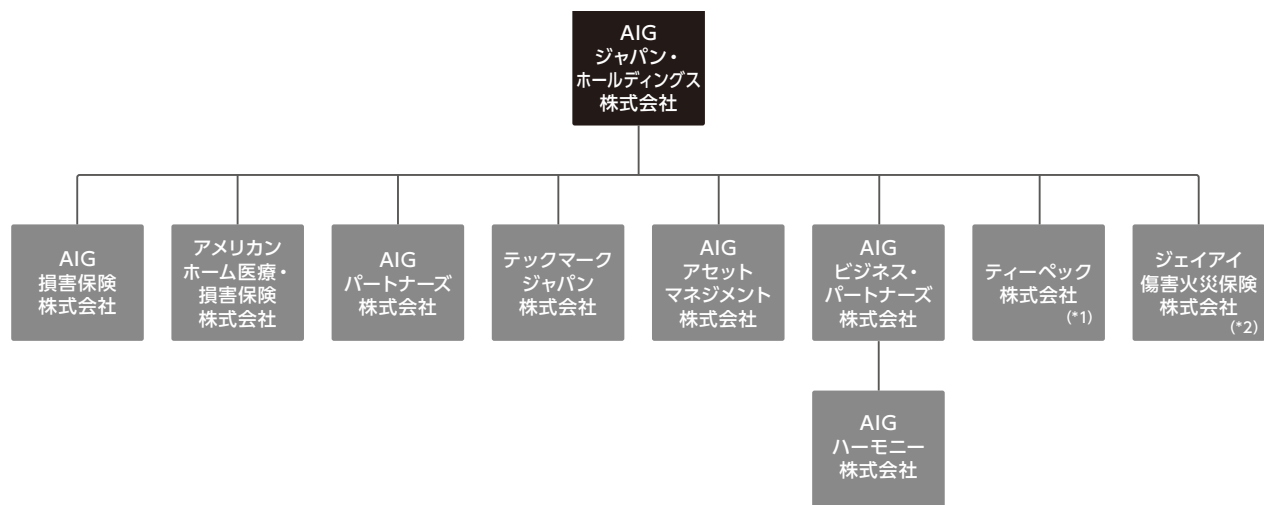 AIG
ジャパン・
ホールディングス
株式会社
AIG
損害保険
株式会社
アメリカン
ホーム医療・
損害保険
株式会社
AIG
パートナーズ
株式会社
テックマーク
ジャパン
株式会社
AIG
アセット
マネジメント
株式会社
AIG
ビジネス・
パートナーズ
株式会社
ティーペック
株式会社
(*1)
ジェイアイ
傷害火災保険
株式会社
(*2)
AIG
ハーモニー
株式会社